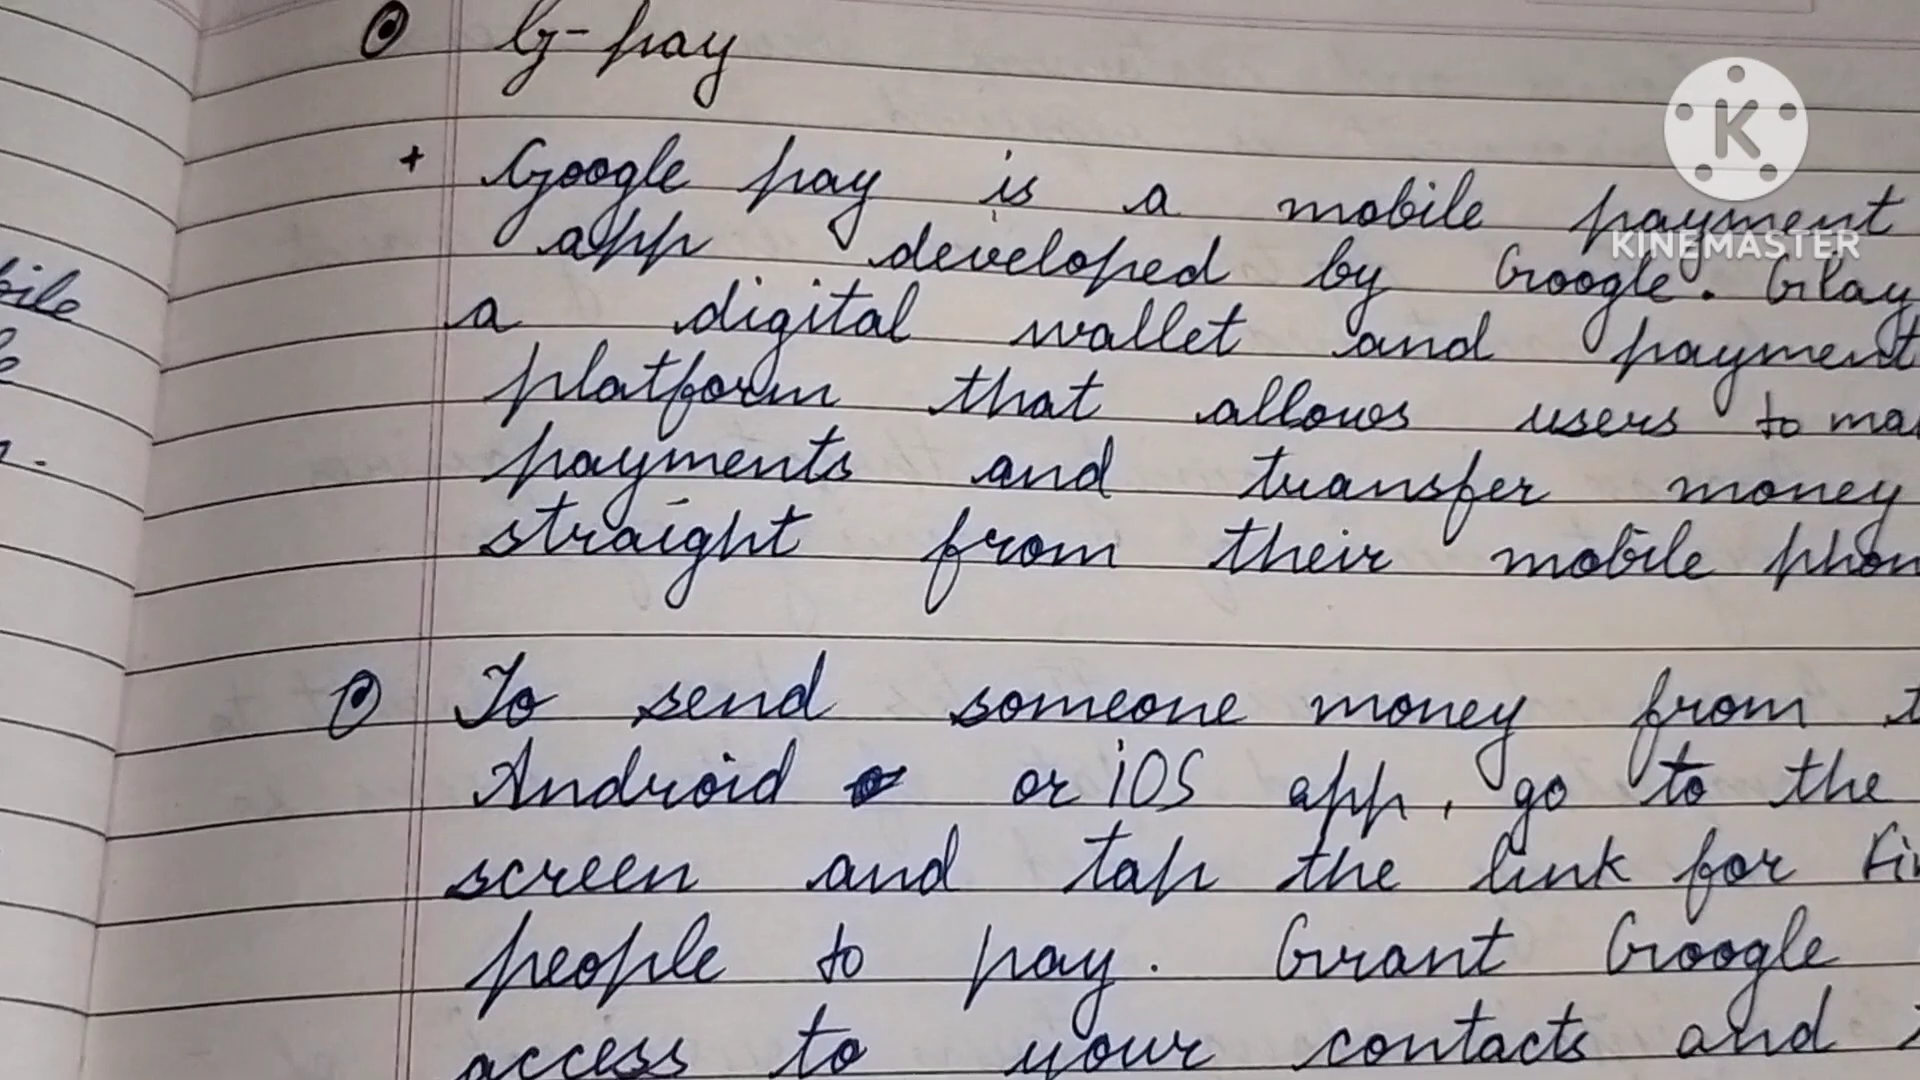 G-pay
+ Google pay is a mobile payment
app developed by Google. GPay
a digital wallet and payment
platform that allows users to
payments and transfer money
straight from their mobile
To send someone money from
Android or iOS app, go to the
screen and tap the link for
people to pay. Grant Google
access to your contacts and
K
KINEMASTER